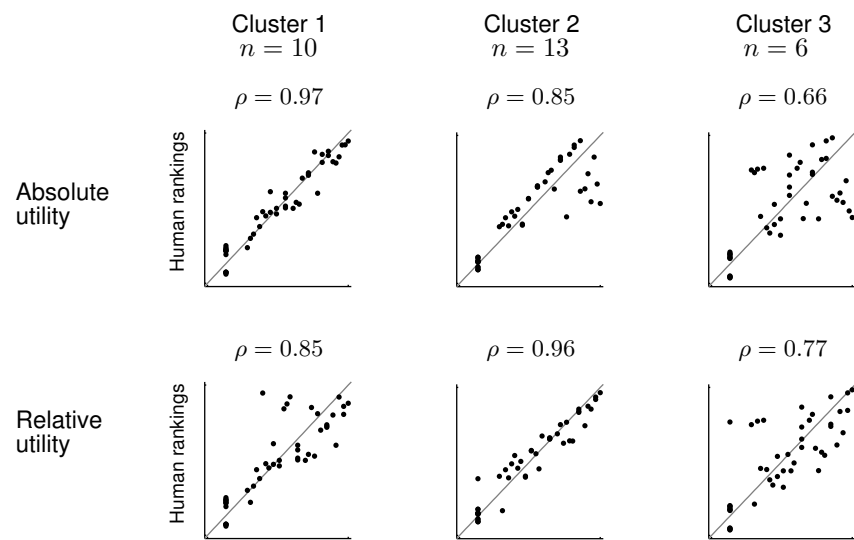 Cluster 1
n = 10
Cluster 2
n = 13
Cluster 3
n = 6
ρ = 0.97
ρ = 0.85
ρ = 0.66
Absolute
utility
Human rankings
ρ = 0.85
ρ = 0.96
ρ = 0.77
Relative
utility
Human rankings